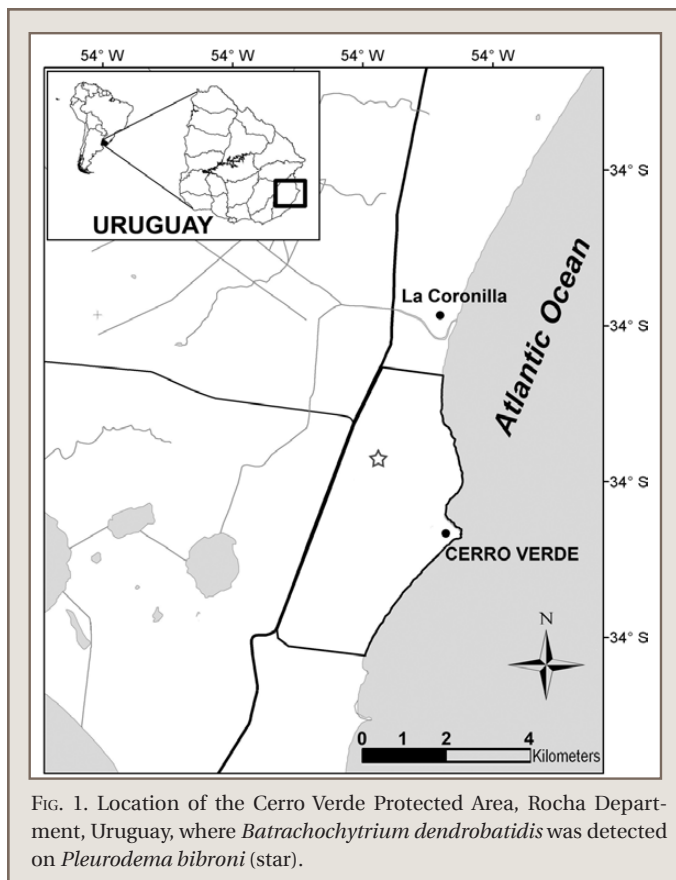 54° W 54° W 54° W 54° W
URUGUAY
34° S
La Coronilla
34° S
Atlantic Ocean
34° S
CERRO VERDE
N
34° S
0 1 2 4
Kilometers
FIG. 1. Location of the Cerro Verde Protected Area, Rocha Depart-
ment, Uruguay, where Batrachochytrium dendrobatidis was detected
on Pleurodema bibroni (star).